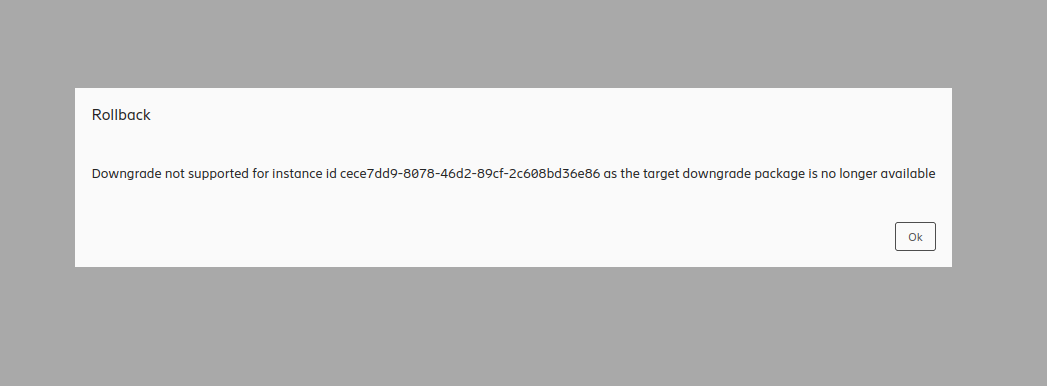 Rollback
Downgrade not supported for instance id cece7dd9-8078-46d2-89cf-2c608bd36e86 as the target downgrade package is no longer available
Ok